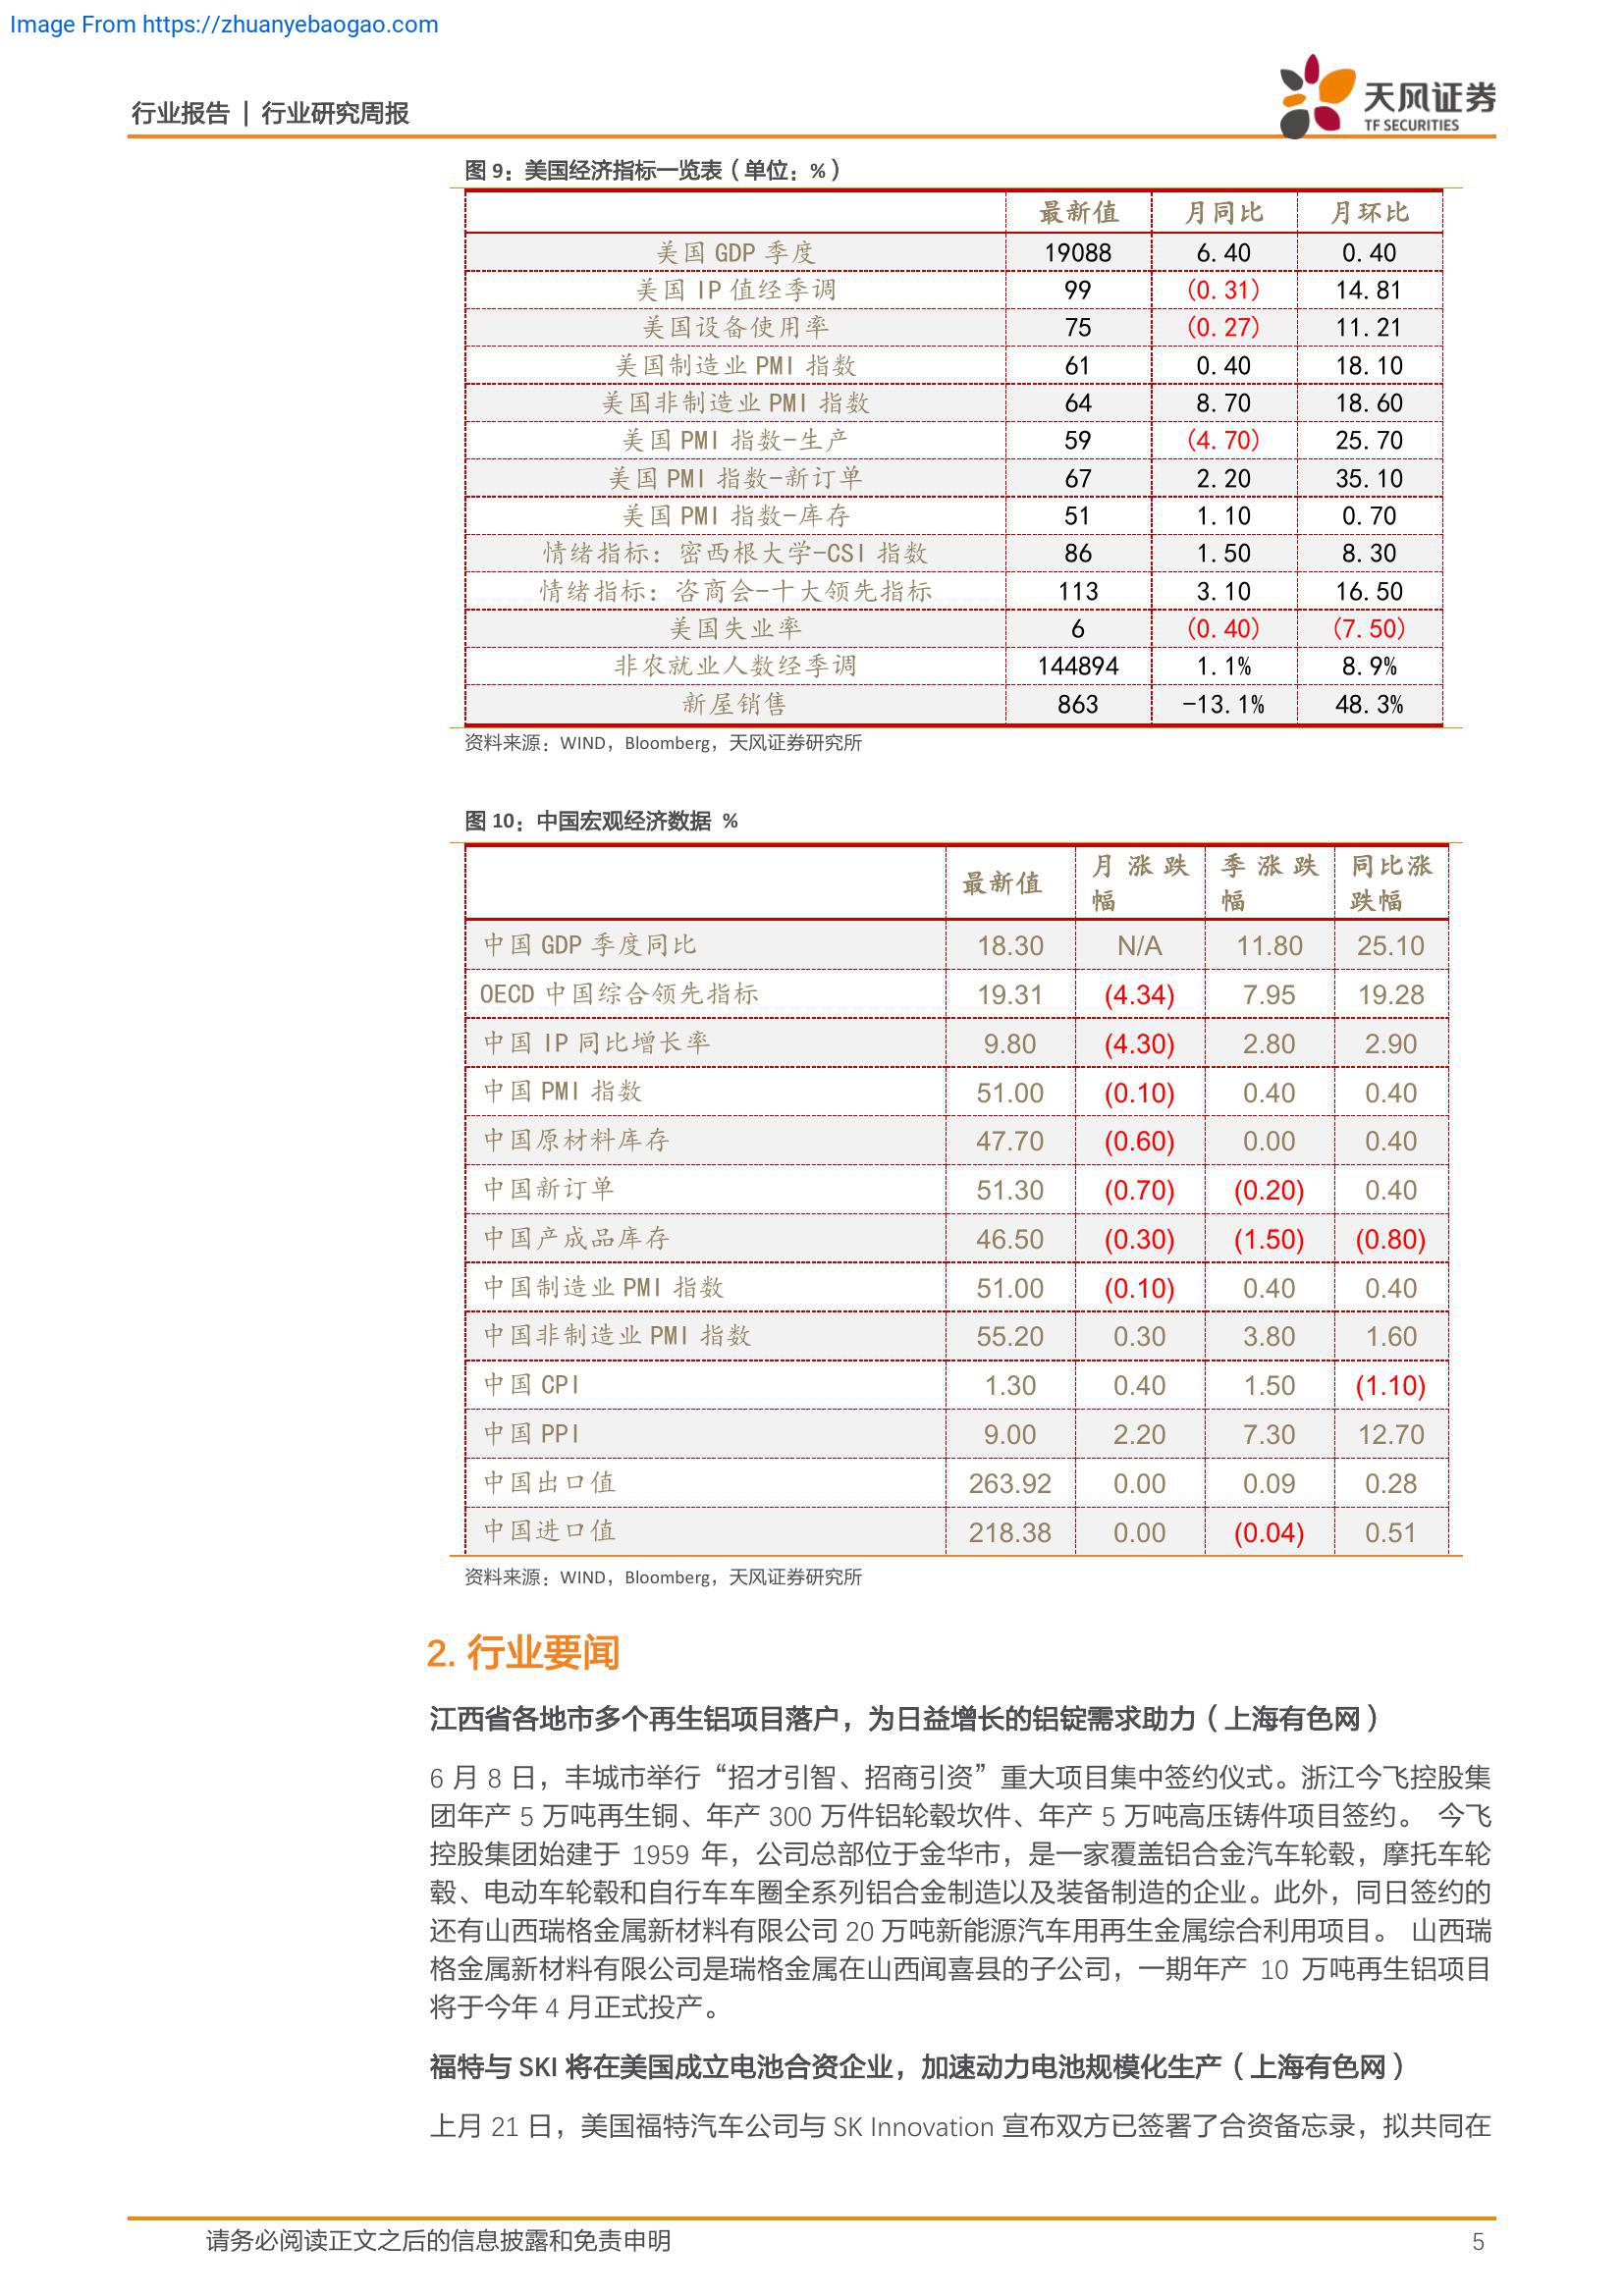 Image From https://zhuanyebaogao.com
行业报告 | 行业研究周报
天风证券
TF SECURITIES
图 9：美国经济指标一览表（单位：%）
最新值 月同比 月环比
美国 GDP 季度 19088 6.40 0.40
美国 IP 值经季调 99 (0.31) 14.81
美国设备使用率 75 (0.27) 11.21
美国制造业 PMI 指数 61 0.40 18.10
美国非制造业 PMI 指数 64 8.70 18.60
美国 PMI 指数-生产 59 (4.70) 25.70
美国 PMI 指数-新订单 67 2.20 35.10
美国 PMI 指数-库存 51 1.10 0.70
情绪指标：密西根大学-CSI 指数 86 1.50 8.30
情绪指标：咨商会-十大领先指标 113 3.10 16.50
美国失业率 6 (0.40) (7.50)
非农就业人数经季调 144894 1.1% 8.9%
新屋销售 863 -13.1% 48.3%
资料来源：WIND，Bloomberg，天风证券研究所
图 10：中国宏观经济数据 %
最新值 月涨跌幅 季涨跌幅 同比涨跌幅
中国 GDP 季度同比 18.30 N/A 11.80 25.10
OECD 中国综合领先指标 19.31 (4.34) 7.95 19.28
中国 IP 同比增长率 9.80 (4.30) 2.80 2.90
中国 PMI 指数 51.00 (0.10) 0.40 0.40
中国原材料库存 47.70 (0.60) 0.00 0.40
中国新订单 51.30 (0.70) (0.20) 0.40
中国产成品库存 46.50 (0.30) (1.50) (0.80)
中国制造业 PMI 指数 51.00 (0.10) 0.40 0.40
中国非制造业 PMI 指数 55.20 0.30 3.80 1.60
中国 CPI 1.30 0.40 1.50 (1.10)
中国 PPI 9.00 2.20 7.30 12.70
中国出口值 263.92 0.00 0.09 0.28
中国进口值 218.38 0.00 (0.04) 0.51
资料来源：WIND，Bloomberg，天风证券研究所
2. 行业要闻
江西省各地市多个再生铝项目落户，为日益增长的铝锭需求助力（上海有色网）
6 月 8 日，丰城市举行“招才引智、招商引资”重大项目集中签约仪式。浙江今飞控股集
团年产 5 万吨再生铜、年产 300 万件铝轮毂坎件、年产 5 万吨高压铸件项目签约。 今飞
控股集团始建于 1959 年，公司总部位于金华市，是一家覆盖铝合金汽车轮毂，摩托车轮
毂、电动车轮毂和自行车车圈全系列铝合金制造以及装备制造的企业。此外，同日签约的
还有山西瑞格金属新材料有限公司 20 万吨新能源汽车用再生金属综合利用项目。 山西瑞
格金属新材料有限公司是瑞格金属在山西闻喜县的子公司，一期年产 10 万吨再生铝项目
将于今年 4 月正式投产。
福特与 SKI 将在美国成立电池合资企业，加速动力电池规模化生产（上海有色网）
上月 21 日，美国福特汽车公司与 SK Innovation 宣布双方已签署了合资备忘录，拟共同在
请务必阅读正文之后的信息披露和免责申明
5